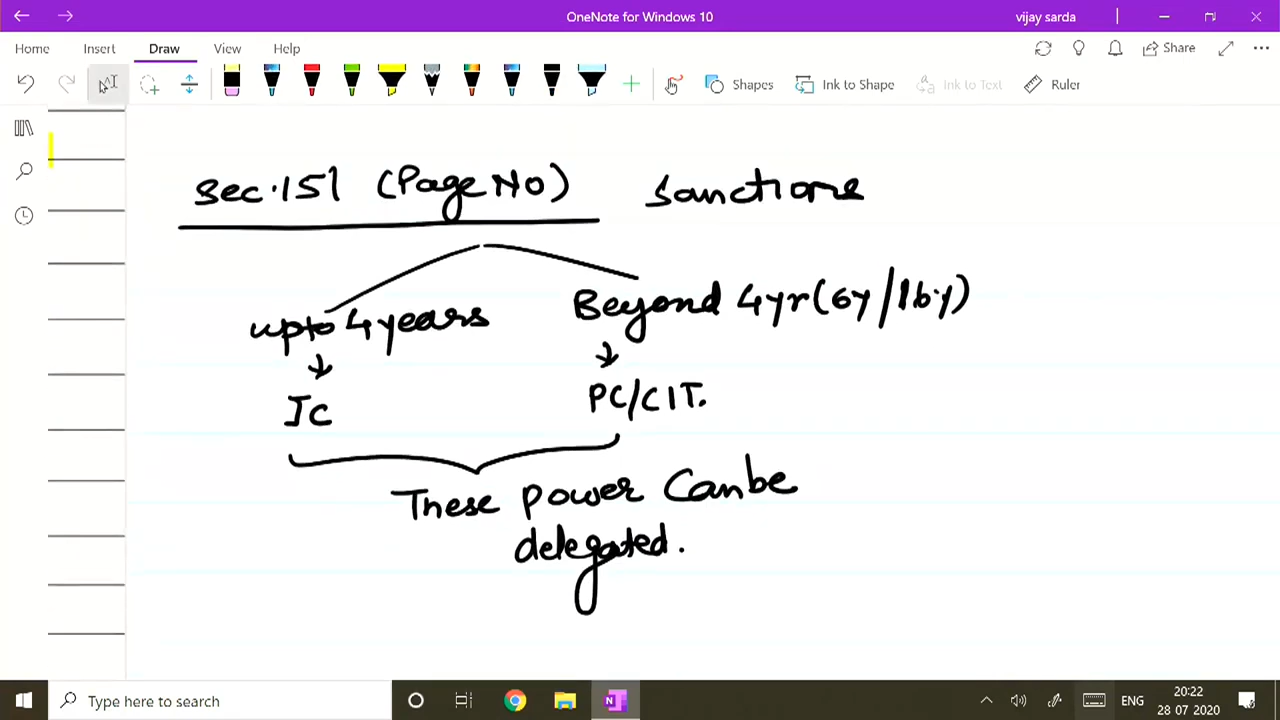 OneNote for Windows 10
vijay sarda
Home Insert Draw View Help
Share
Shapes Ink to Shape Ink to Text Ruler
Sec.151 (Page No) Sanctions
upto 4 years Beyond 4yr (6y/16y)
JC PC/CIT.
These power Can be
delegated.
Type here to search
ENG
20:22
28-07-2020